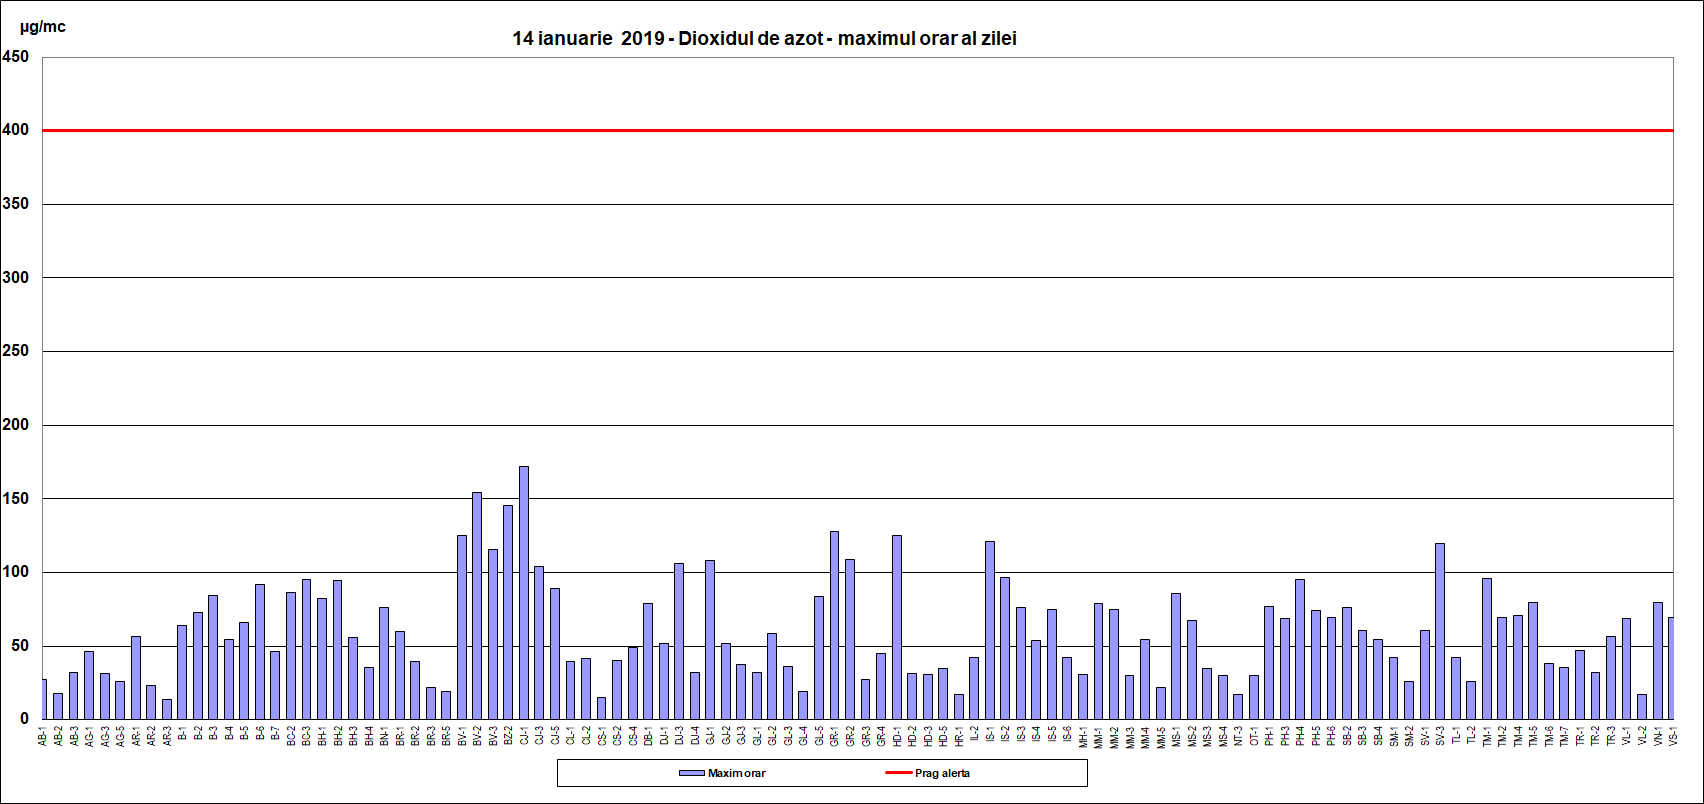 µg/mc
14 ianuarie 2019 - Dioxidul de azot - maximul orar al zilei
450
400
350
300
250
200
150
100
50
0
AB-1 AB-2 AB-3 AG-1 AG-3 AG-5 AR-1 AR-2 AR-3 B-1 B-2 B-3 B-4 B-5 B-6 B-7 BC-2 BC-3 BH-1 BH-2 BH-3 BH-4 BN-1 BR-1 BR-2 BR-3 BR-5 BV-1 BV-2 BV-3 BZ-2 CJ-1 CJ-3 CJ-5 CL-1 CL-2 CS-1 CS-2 CS-4 DB-1 DJ-1 DJ-3 DJ-4 GJ-1 GJ-2 GJ-3 GL-1 GL-2 GL-3 GL-4 GL-5 GR-1 GR-2 GR-3 GR-4 HD-1 HD-2 HD-3 HD-5 HR-1 IL-2 IS-1 IS-2 IS-3 IS-4 IS-5 IS-6 MH-1 MM-1 MM-2 MM-3 MM-4 MM-5 MS-1 MS-2 MS-3 MS-4 NT-3 OT-1 PH-1 PH-3 PH-4 PH-5 PH-6 SB-2 SB-3 SB-4 SM-1 SM-2 SV-1 SV-3 TL-1 TL-2 TM-1 TM-2 TM-4 TM-5 TM-6 TM-7 TR-1 TR-2 TR-3 VL-1 VL-2 VN-1 VS-1
Maxim orar Prag alerta